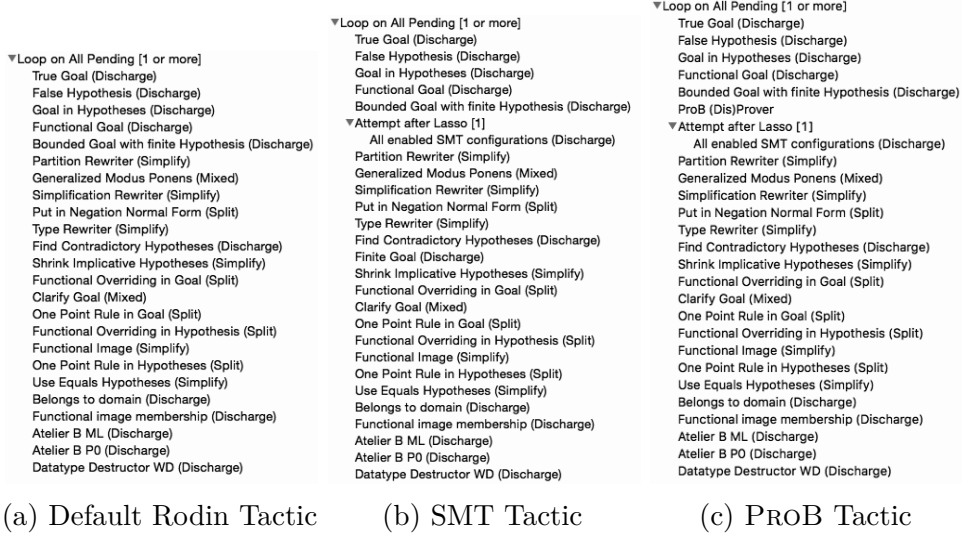 ▼Loop on All Pending [1 or more]
True Goal (Discharge)
False Hypothesis (Discharge)
Goal in Hypotheses (Discharge)
Functional Goal (Discharge)
Bounded Goal with finite Hypothesis (Discharge)
Partition Rewriter (Simplify)
Generalized Modus Ponens (Mixed)
Simplification Rewriter (Simplify)
Put in Negation Normal Form (Split)
Type Rewriter (Simplify)
Find Contradictory Hypotheses (Discharge)
Shrink Implicative Hypotheses (Simplify)
Functional Overriding in Goal (Split)
Clarify Goal (Mixed)
One Point Rule in Goal (Split)
Functional Overriding in Hypothesis (Split)
Functional Image (Simplify)
One Point Rule in Hypotheses (Split)
Use Equals Hypotheses (Simplify)
Belongs to domain (Discharge)
Functional image membership (Discharge)
Atelier B ML (Discharge)
Atelier B P0 (Discharge)
Datatype Destructor WD (Discharge)
(a) Default Rodin Tactic
▼Loop on All Pending [1 or more]
True Goal (Discharge)
False Hypothesis (Discharge)
Goal in Hypotheses (Discharge)
Functional Goal (Discharge)
Bounded Goal with finite Hypothesis (Discharge)
▼Attempt after Lasso [1]
All enabled SMT configurations (Discharge)
Partition Rewriter (Simplify)
Generalized Modus Ponens (Mixed)
Simplification Rewriter (Simplify)
Put in Negation Normal Form (Split)
Type Rewriter (Simplify)
Find Contradictory Hypotheses (Discharge)
Finite Goal (Discharge)
Shrink Implicative Hypotheses (Simplify)
Functional Overriding in Goal (Split)
Clarify Goal (Mixed)
One Point Rule in Goal (Split)
Functional Overriding in Hypothesis (Split)
Functional Image (Simplify)
One Point Rule in Hypotheses (Split)
Use Equals Hypotheses (Simplify)
Belongs to domain (Discharge)
Functional image membership (Discharge)
Atelier B ML (Discharge)
Atelier B P0 (Discharge)
Datatype Destructor WD (Discharge)
(b) SMT Tactic
▼Loop on All Pending [1 or more]
True Goal (Discharge)
False Hypothesis (Discharge)
Goal in Hypotheses (Discharge)
Functional Goal (Discharge)
Bounded Goal with finite Hypothesis (Discharge)
ProB (Dis)Prover
▼Attempt after Lasso [1]
All enabled SMT configurations (Discharge)
Partition Rewriter (Simplify)
Generalized Modus Ponens (Mixed)
Simplification Rewriter (Simplify)
Put in Negation Normal Form (Split)
Type Rewriter (Simplify)
Find Contradictory Hypotheses (Discharge)
Shrink Implicative Hypotheses (Simplify)
Functional Overriding in Goal (Split)
Clarify Goal (Mixed)
One Point Rule in Goal (Split)
Functional Overriding in Hypothesis (Split)
Functional Image (Simplify)
One Point Rule in Hypotheses (Split)
Use Equals Hypotheses (Simplify)
Belongs to domain (Discharge)
Functional image membership (Discharge)
Atelier B ML (Discharge)
Atelier B P0 (Discharge)
Datatype Destructor WD (Discharge)
(c) PROB Tactic